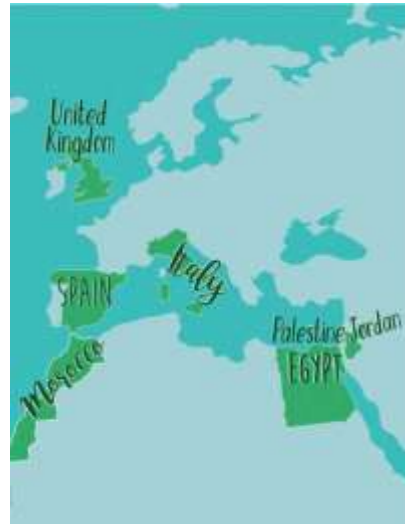 United
Kingdom
Italy
SPAIN
Palestine Jordan
EGYPT
Morocco